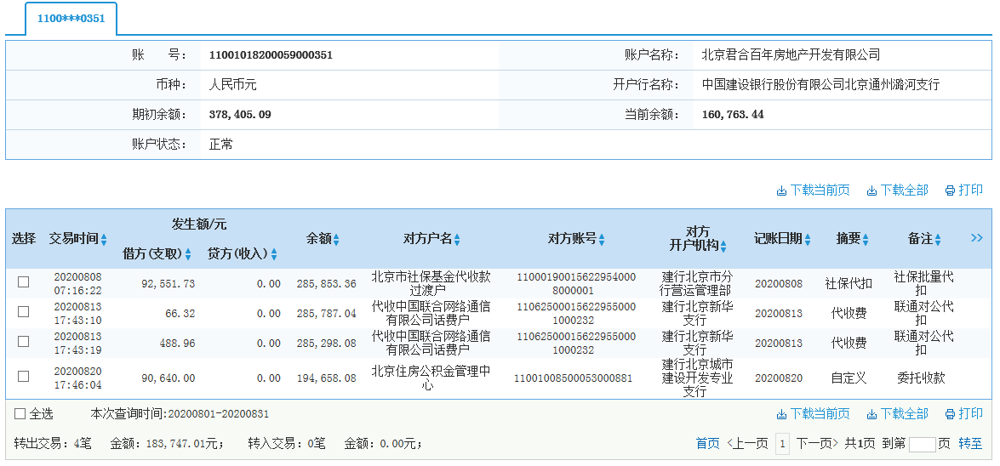 1100***0351
账 号： 11001018200059000351 账户名称： 北京君合百年房地产开发有限公司
币种： 人民币元 开户行名称： 中国建设银行股份有限公司北京通州潞河支行
期初余额： 378,405.09 当前余额： 160,763.44
账户状态： 正常
下载当前页 下载全部 打印
选择 交易时间 发生额/元 余额 对方户名 对方账号 对方 开户机构 记账日期 摘要 备注 >>
借方(支取) 贷方(收入)
20200808 北京市社保基金代收款 11000190015622954000 建行北京市分 社保批量代
92,551.73 0.00 285,853.36 20200808 社保代扣
07:16:22 过渡户 8000001 行营运管理部 扣
20200813 代收中国联合网络通信 11062500015622955000 建行北京新华 联通对公代
66.32 0.00 285,787.04 20200813 代收费
17:43:10 有限公司话费户 1000232 支行 扣
20200813 代收中国联合网络通信 11062500015622955000 建行北京新华 联通对公代
488.96 0.00 285,298.08 20200813 代收费
17:43:19 有限公司话费户 1000232 支行 扣
20200820 北京住房公积金管理中 建行北京城市
90,640.00 0.00 194,658.08 11001008500053000881 建设开发专业 20200820 自定义 委托收款
17:46:04 心 支行
全选 本次查询时间:20200801-20200831 下载当前页 下载全部 打印
转出交易：4笔 金额：183,747.01元； 转入交易：0笔 金额：0.00元； 首页 <上一页 1 下一页> 共1页 到第 页 转至